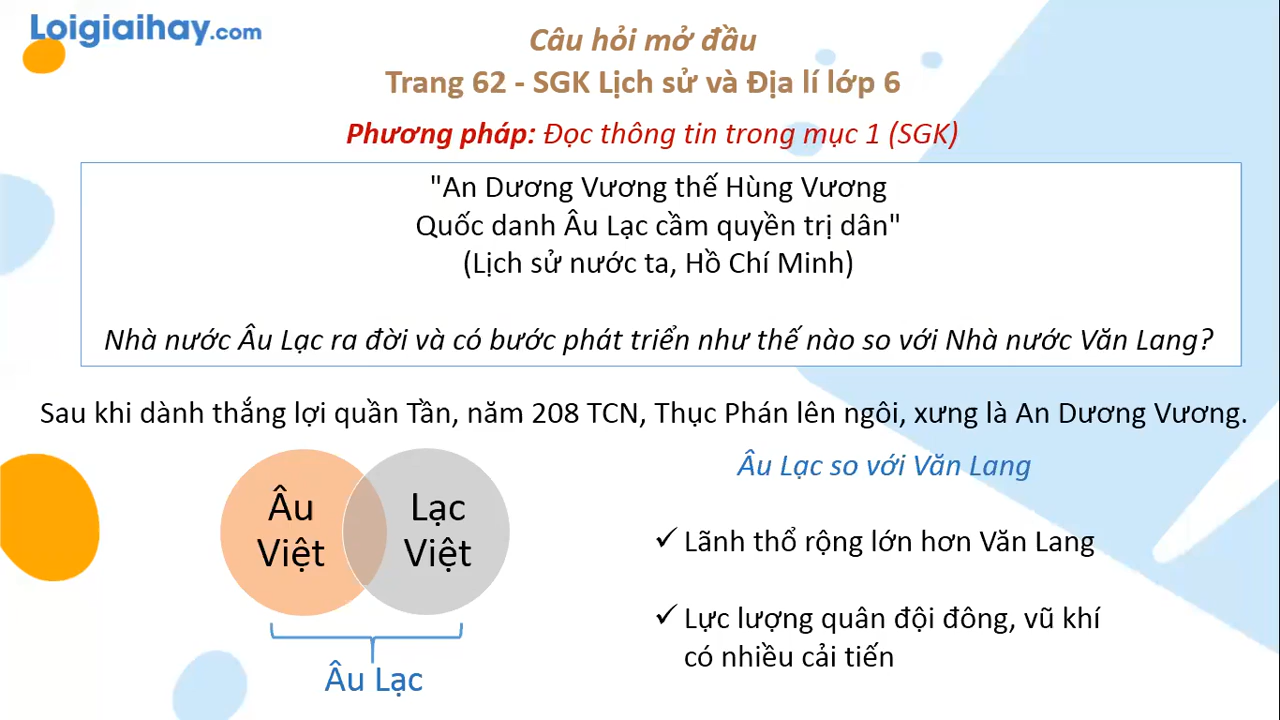 Loigiaihay.com
Câu hỏi mở đầu
Trang 62 - SGK Lịch sử và Địa lí lớp 6
Phương pháp: Đọc thông tin trong mục 1 (SGK)
"An Dương Vương thế Hùng Vương
Quốc danh Âu Lạc cầm quyền trị dân"
(Lịch sử nước ta, Hồ Chí Minh)
Nhà nước Âu Lạc ra đời và có bước phát triển như thế nào so với Nhà nước Văn Lang?
Sau khi dành thắng lợi quần Tần, năm 208 TCN, Thục Phán lên ngôi, xưng là An Dương Vương.
Âu
Việt
Lạc
Việt
Âu Lạc
Âu Lạc so với Văn Lang
✓ Lãnh thổ rộng lớn hơn Văn Lang
✓ Lực lượng quân đội đông, vũ khí
có nhiều cải tiến